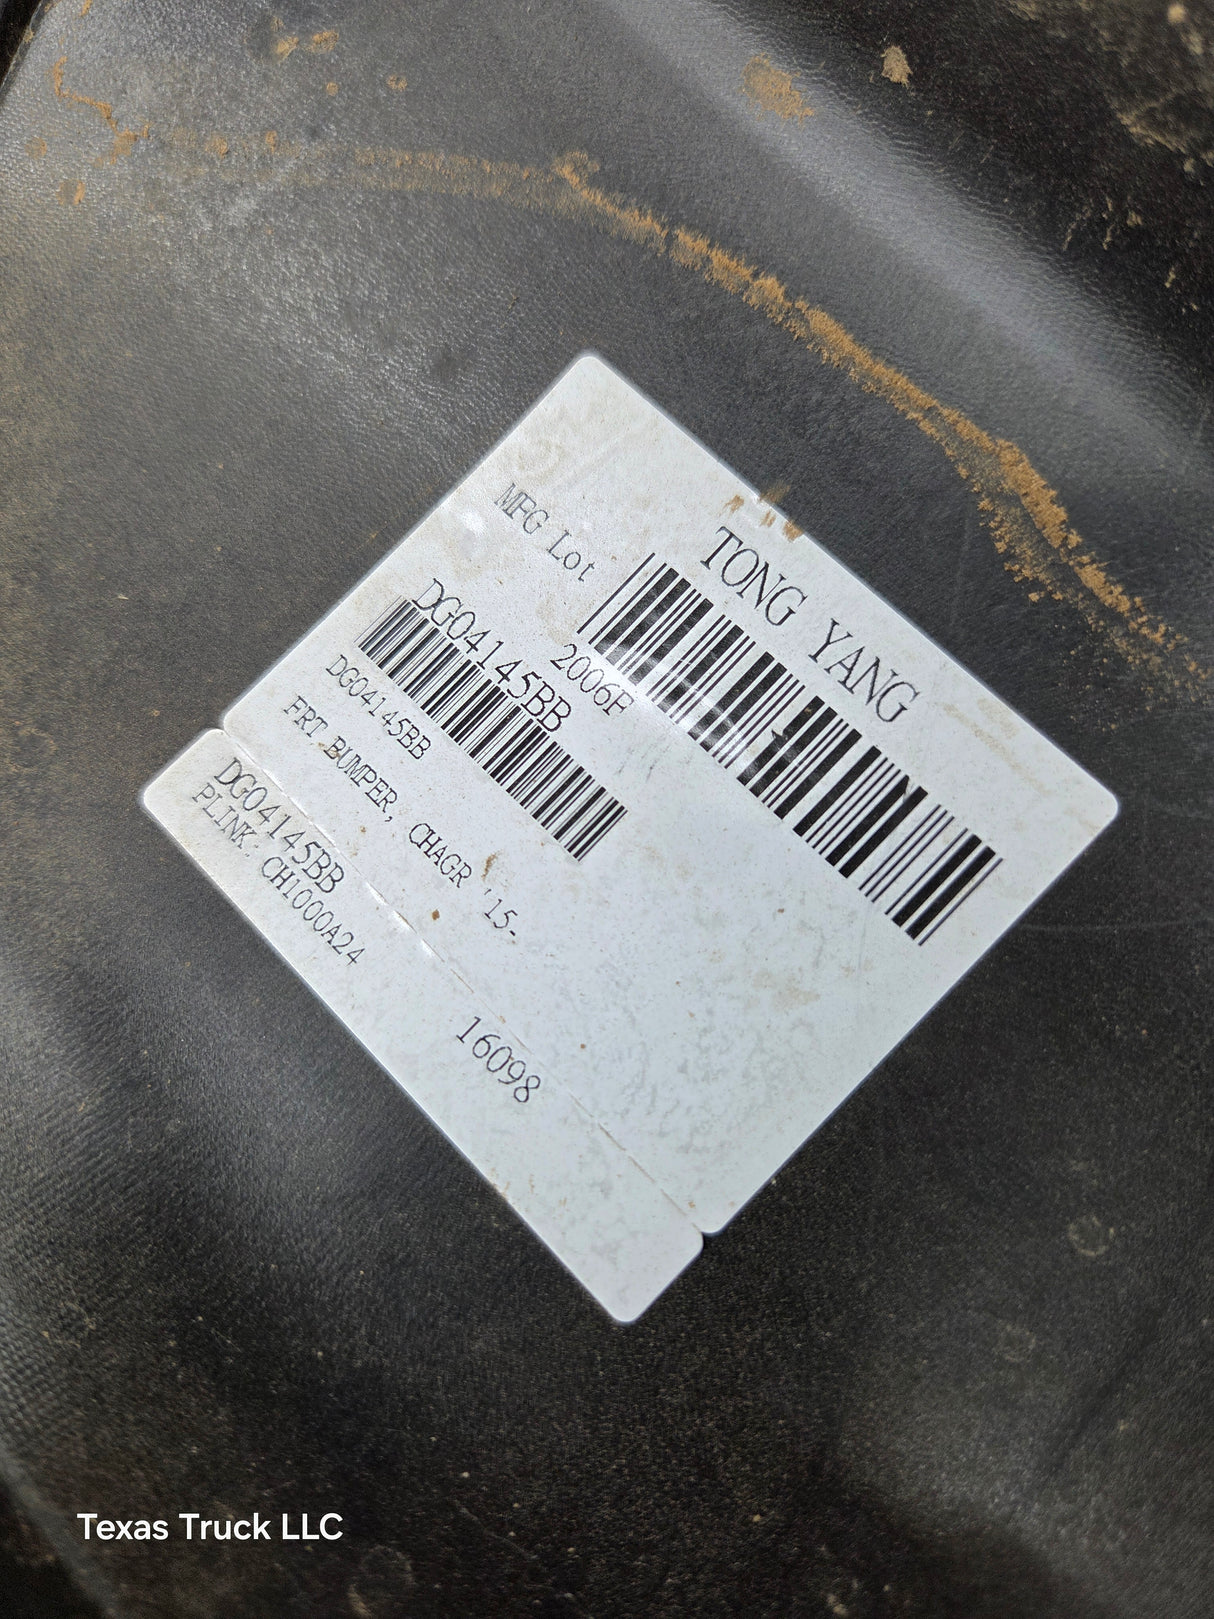 TONG YANG
MFG Lot
2006F
DG04145BB
DG04145BB
FRT BUMPER, CHAGR '15-
DG04145BB
PLINK: CH1000A24
16098
Texas Truck LLC